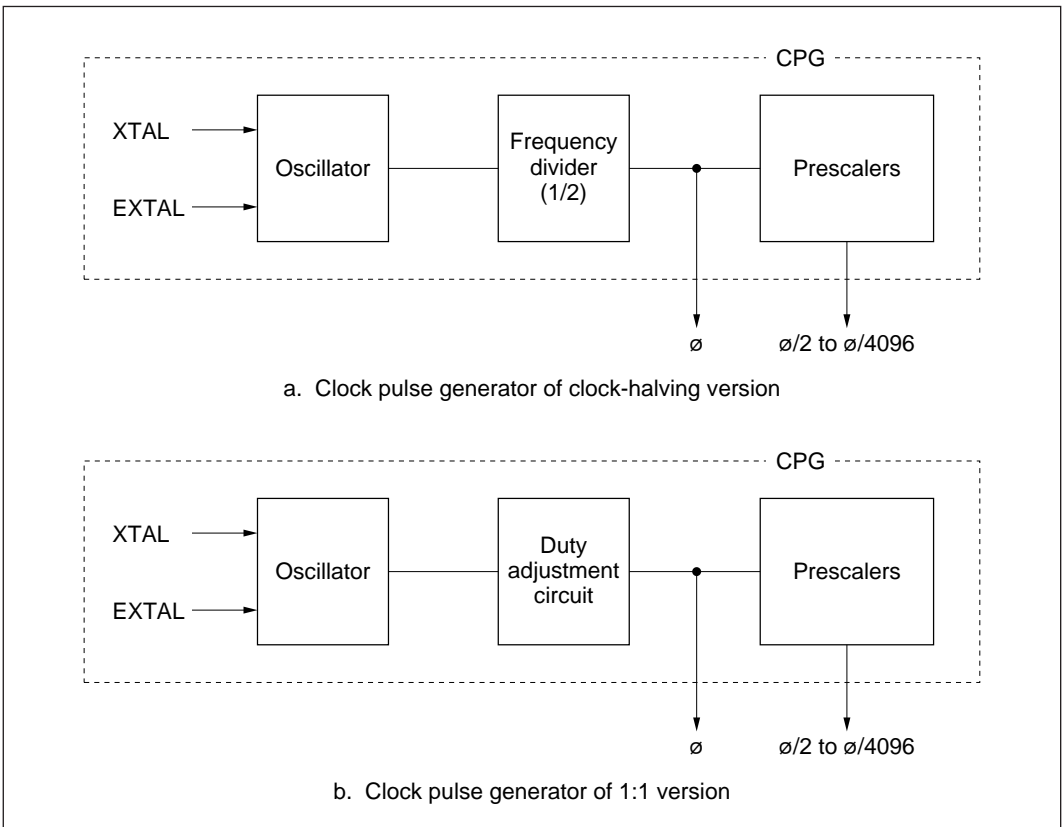 CPG
XTAL
EXTAL
Oscillator
Frequency
divider
(1/2)
Prescalers
ø
ø/2 to ø/4096
a. Clock pulse generator of clock-halving version
CPG
XTAL
EXTAL
Oscillator
Duty
adjustment
circuit
Prescalers
ø
ø/2 to ø/4096
b. Clock pulse generator of 1:1 version